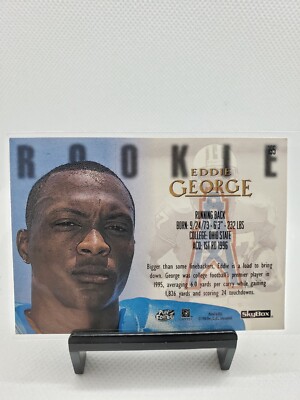 ROOKIE
EDDIE
GEORGE
RUNNING BACK
BORN: 9/24/73 · 6'3" · 232 LBS
COLLEGE: OHIO STATE
ACQ: 1ST RD 1996
Bigger than some linebackers, Eddie is a load to bring
down. George was college football's premier player in
1995, averaging 6.0 yards per carry while gaining
1,826 yards and scoring 24 touchdowns.
SkyBox